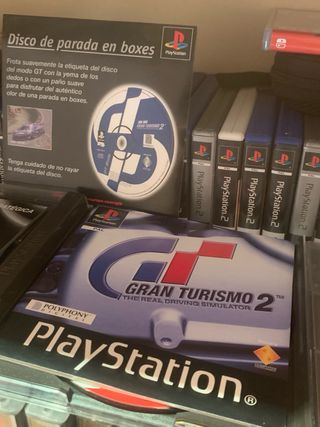 Disco de parada en boxes
PlayStation
Frota suavemente la etiqueta del disco
del modo GT con la yema de los
dedos o con un paño suave
para disfrutar del auténtico
olor de una parada en boxes.
GRAN TURISMO 2
Tenga cuidado de no rayar
la etiqueta del disco.
PlayStation 2
PlayStation 2
PlayStation 2
PlayStation 2
GT
GRAN TURISMO 2™
THE REAL DRIVING SIMULATOR
POLYPHONY
DIGITAL
PlayStation